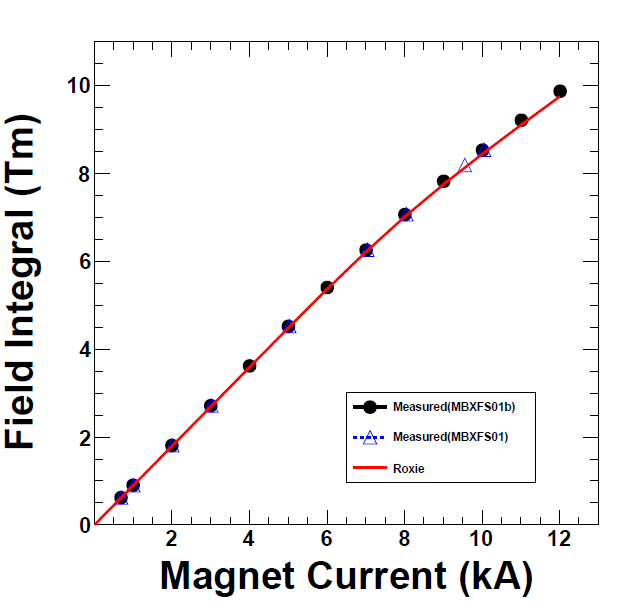 Field Integral (Tm)
10
8
6
4
2
0
2 4 6 8 10 12
Magnet Current (kA)
Measured(MBXFS01b)
Measured(MBXFS01)
Roxie